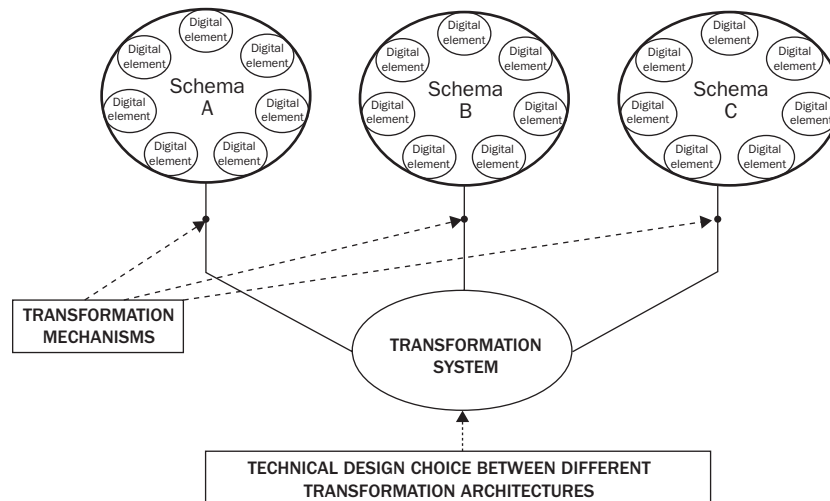 Digital
element
Digital
element
Digital
element
Digital
element
Digital
element
Digital
element
Digital
element
Schema
A
Digital
element
Digital
element
Digital
element
Digital
element
Digital
element
Digital
element
Digital
element
Schema
B
Digital
element
Digital
element
Digital
element
Digital
element
Digital
element
Digital
element
Digital
element
Schema
C
TRANSFORMATION
MECHANISMS
TRANSFORMATION
SYSTEM
TECHNICAL DESIGN CHOICE BETWEEN DIFFERENT
TRANSFORMATION ARCHITECTURES